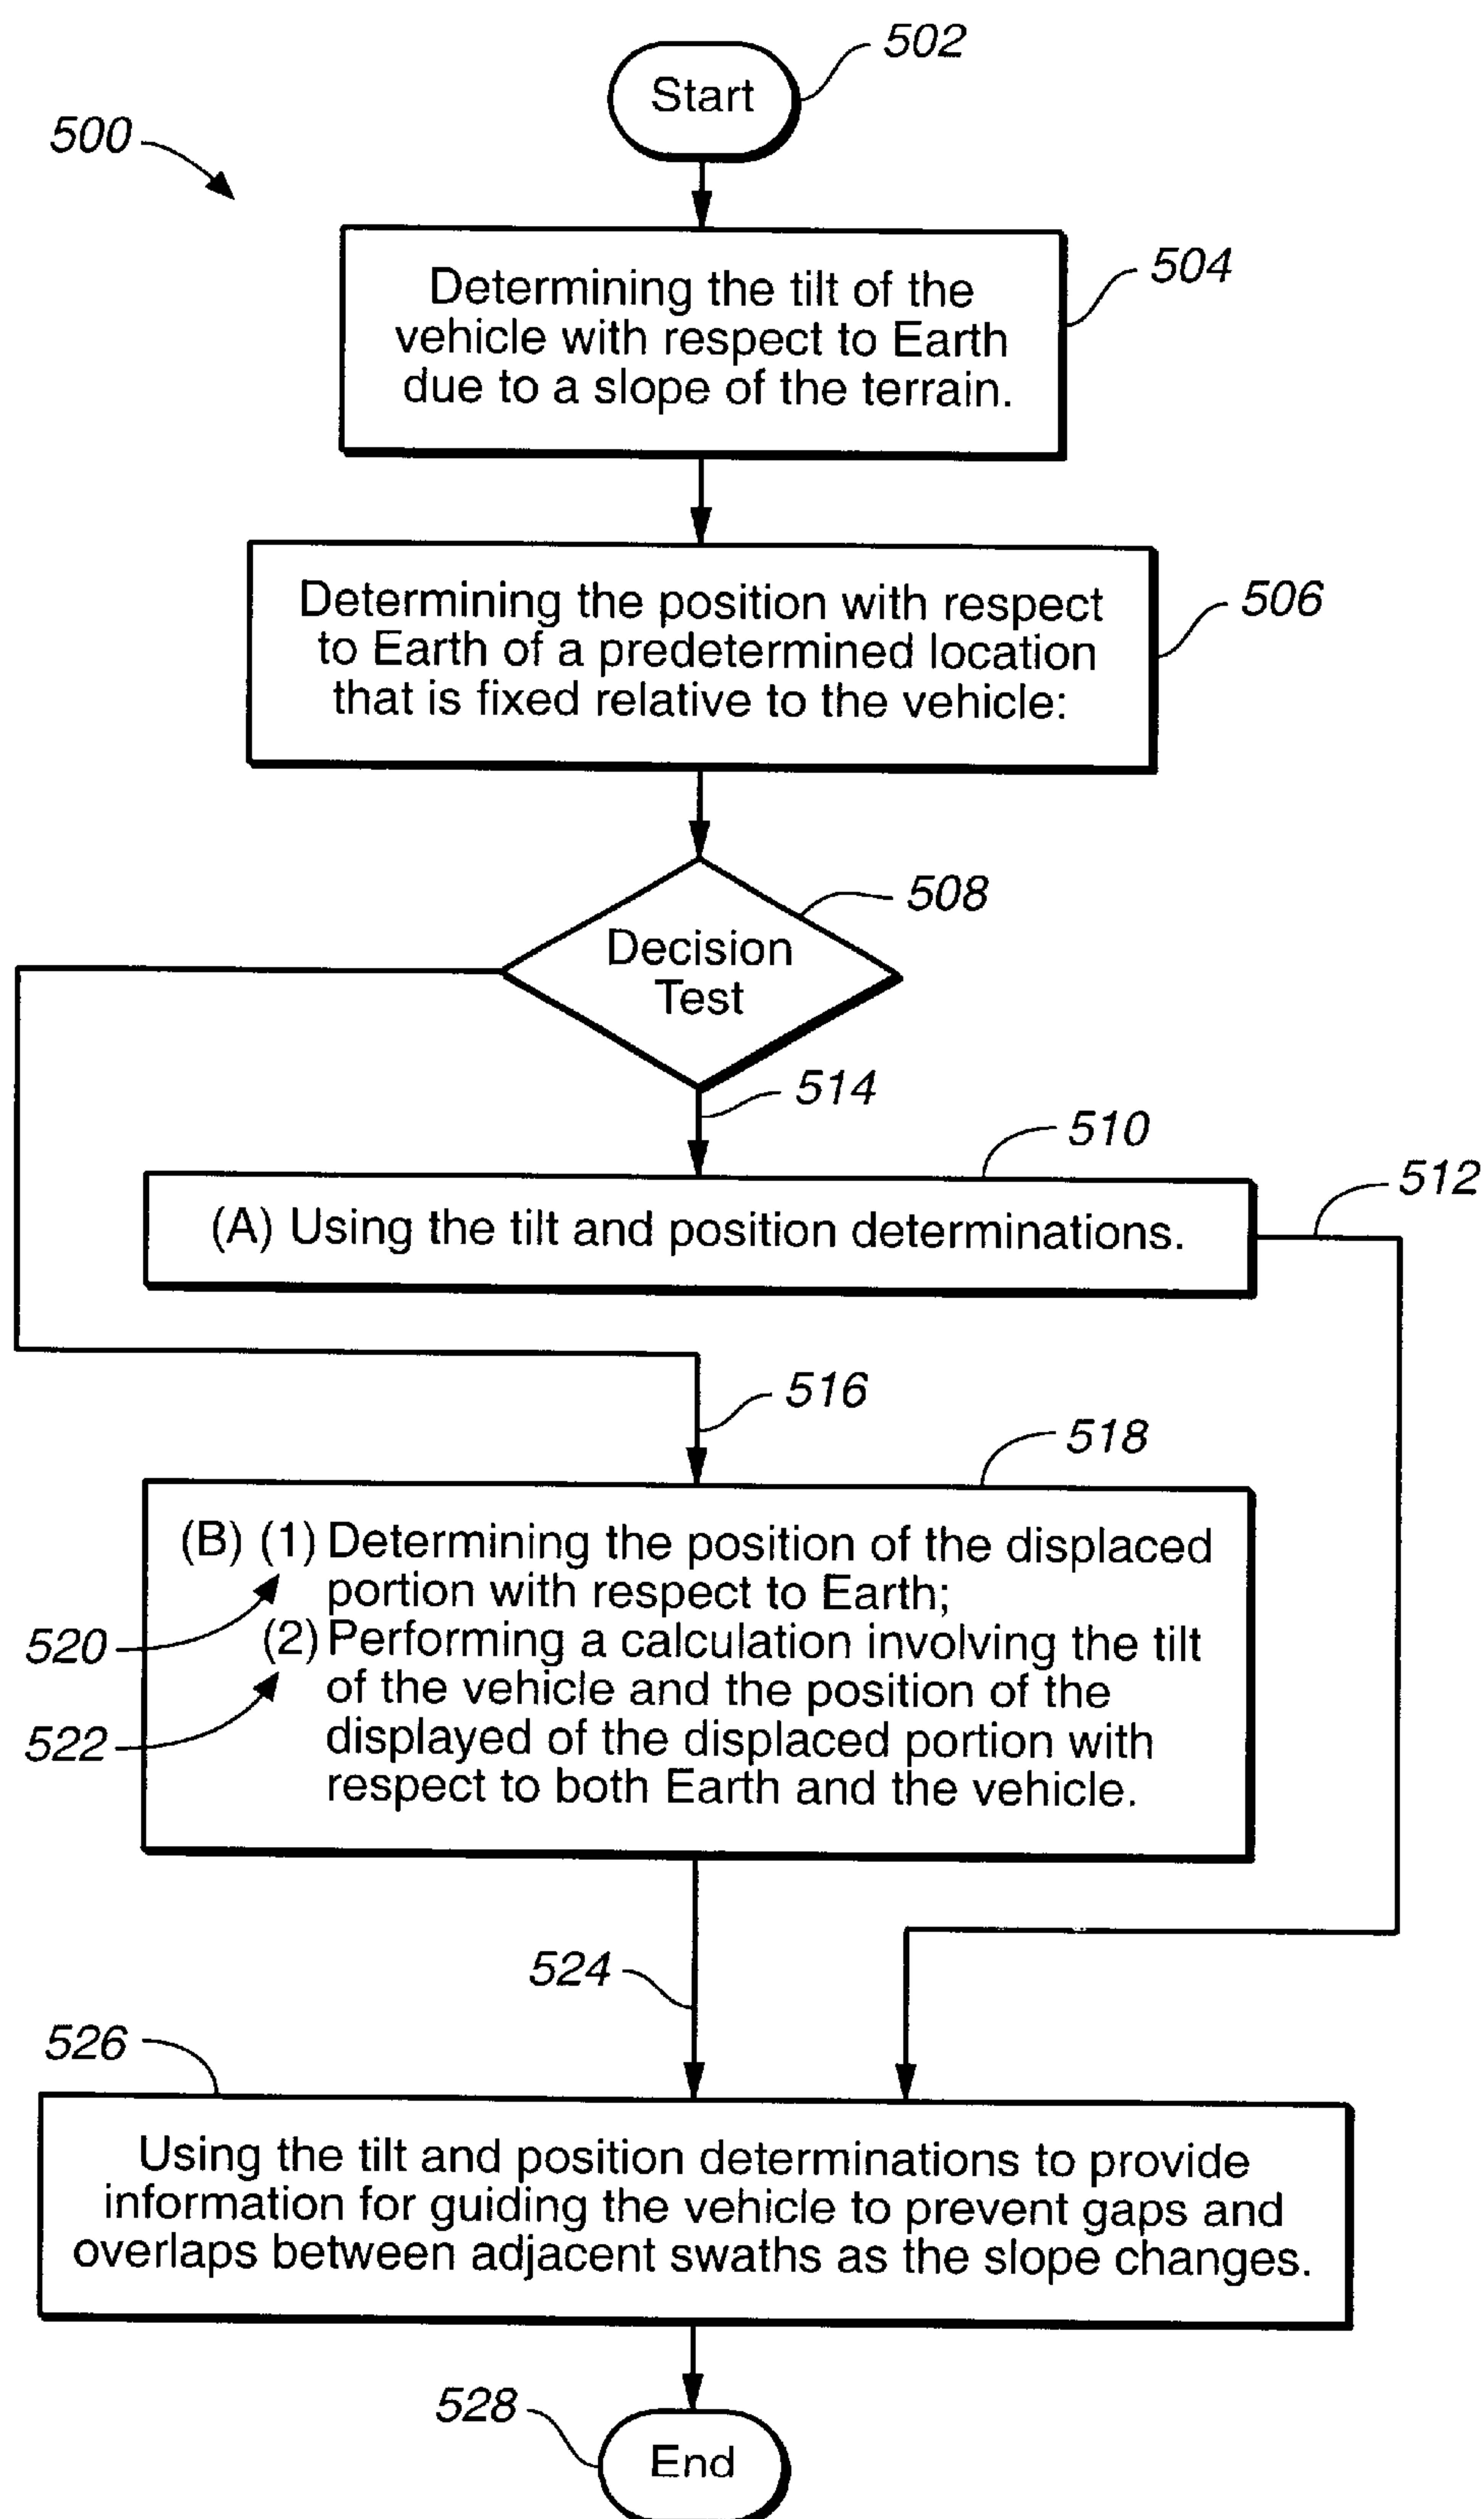 502
Start
500
504
Determining the tilt of the
vehicle with respect to Earth
due to a slope of the terrain.
506
Determining the position with respect
to Earth of a predetermined location
that is fixed relative to the vehicle:
508
Decision
Test
514
510
512
(A) Using the tilt and position determinations.
516
518
(B) (1) Determining the position of the displaced
portion with respect to Earth;
520
(2) Performing a calculation involving the tilt
of the vehicle and the position of the
522
displayed of the displaced portion with
respect to both Earth and the vehicle.
524
526
Using the tilt and position determinations to provide
information for guiding the vehicle to prevent gaps and
overlaps between adjacent swaths as the slope changes.
528
End